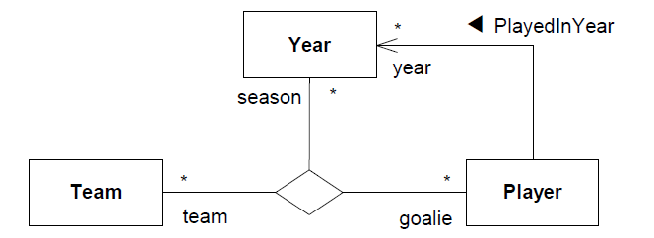 * ◀ PlayedInYear
Year
year
season *
* *
Team Player
team goalie